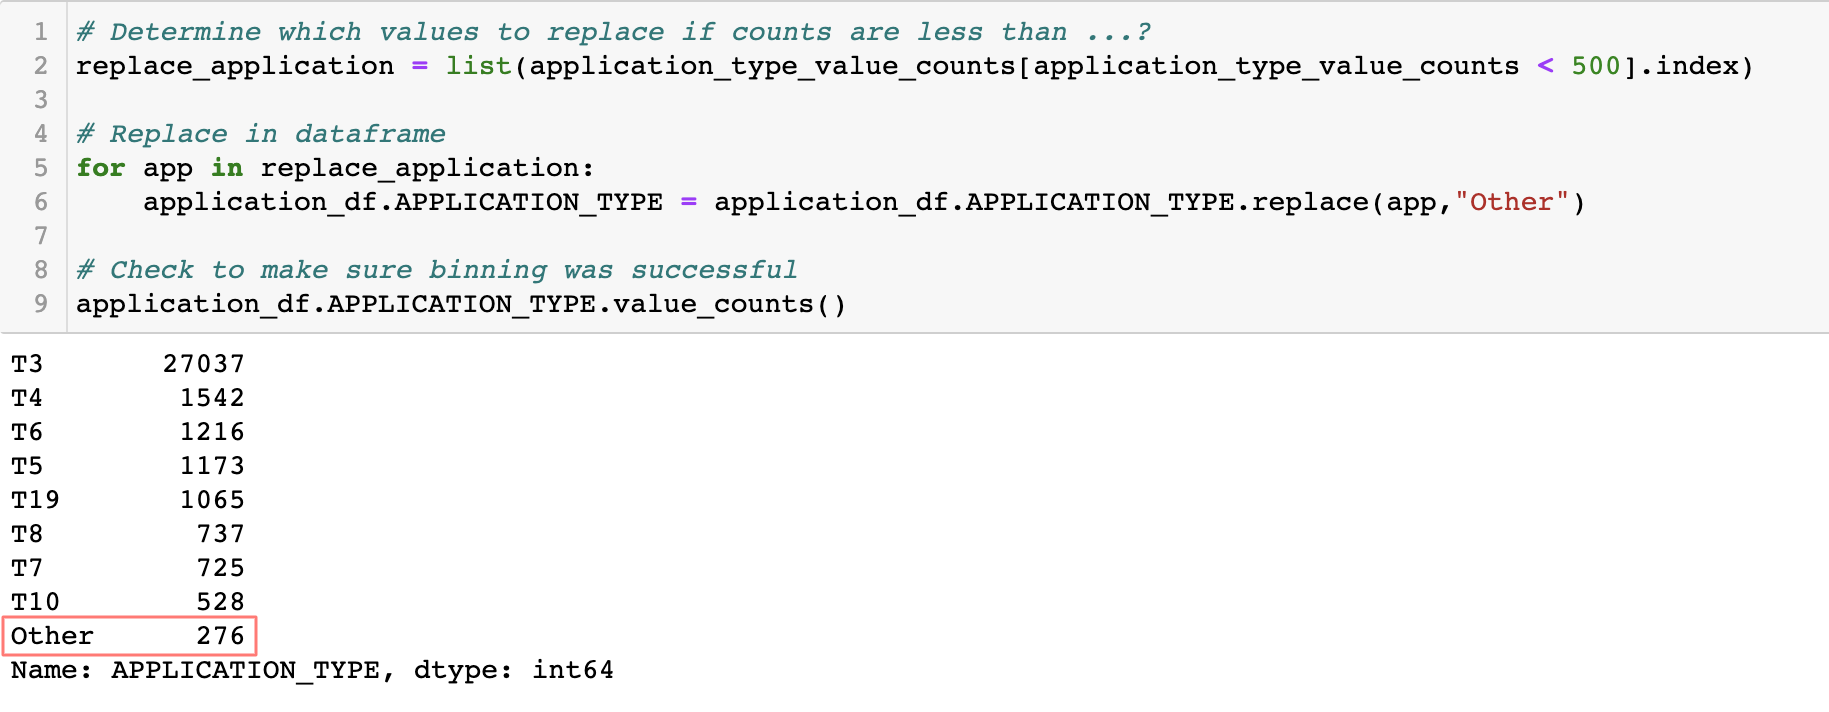 1 # Determine which values to replace if counts are less than ...?
2 replace_application = list(application_type_value_counts[application_type_value_counts < 500].index)
3
4 # Replace in dataframe
5 for app in replace_application:
6     application_df.APPLICATION_TYPE = application_df.APPLICATION_TYPE.replace(app,"Other")
7
8 # Check to make sure binning was successful
9 application_df.APPLICATION_TYPE.value_counts()
T3       27037
T4        1542
T6        1216
T5        1173
T19       1065
T8         737
T7         725
T10        528
Other      276
Name: APPLICATION_TYPE, dtype: int64